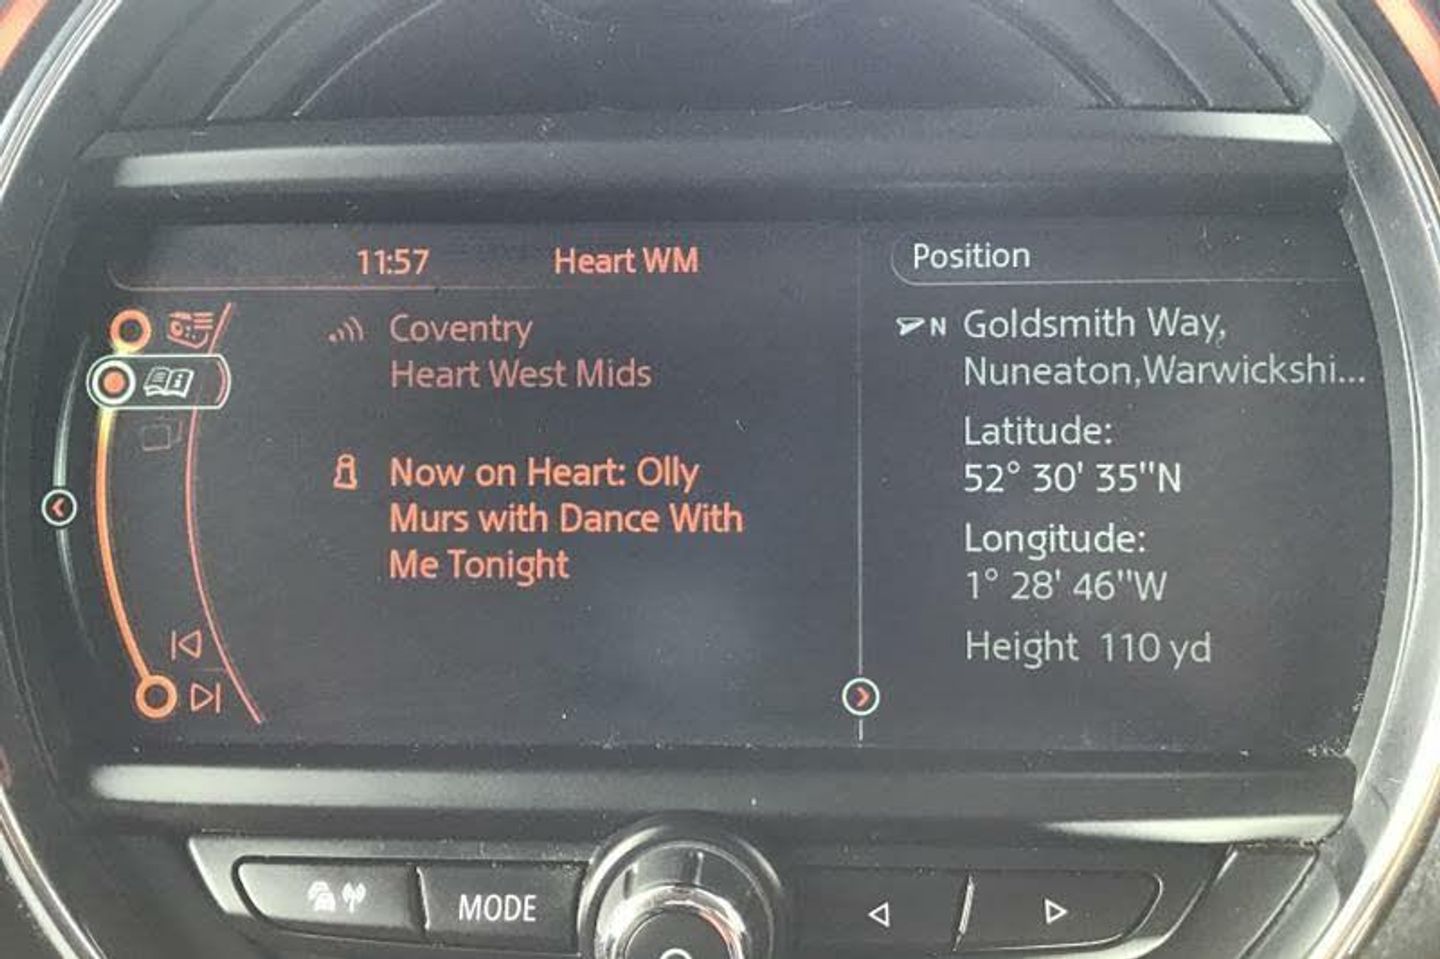 11:57 Heart WM
Coventry
Heart West Mids
Now on Heart: Olly
Murs with Dance With
Me Tonight
Position
N Goldsmith Way,
Nuneaton,Warwickshi...
Latitude:
52° 30' 35"N
Longitude:
1° 28' 46"W
Height 110 yd
MODE